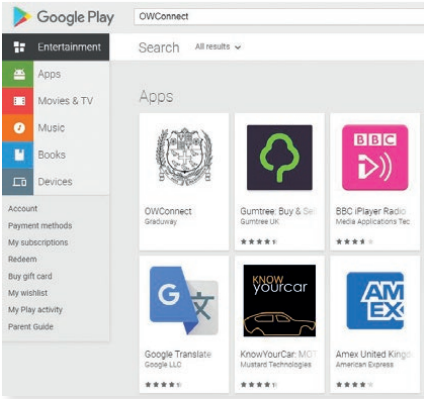 Google Play
OWConnect
Entertainment
Search
All results
Apps
Movies & TV
Music
Books
Devices
Account
Payment methods
My subscriptions
Redeem
Buy gift card
My wishlist
My Play activity
Parent Guide
Apps
OWConnect
Graduway
Gumtree: Buy & Se
Gumtree UK
BBC
BBC iPlayer Radio
Media Applications Tec
G
文
Google Translate
Google LLC
KNOW
yourcar
KnowYourCar: MOT
Mustard Technologies
AM
EX
Amex United Kingd
American Express